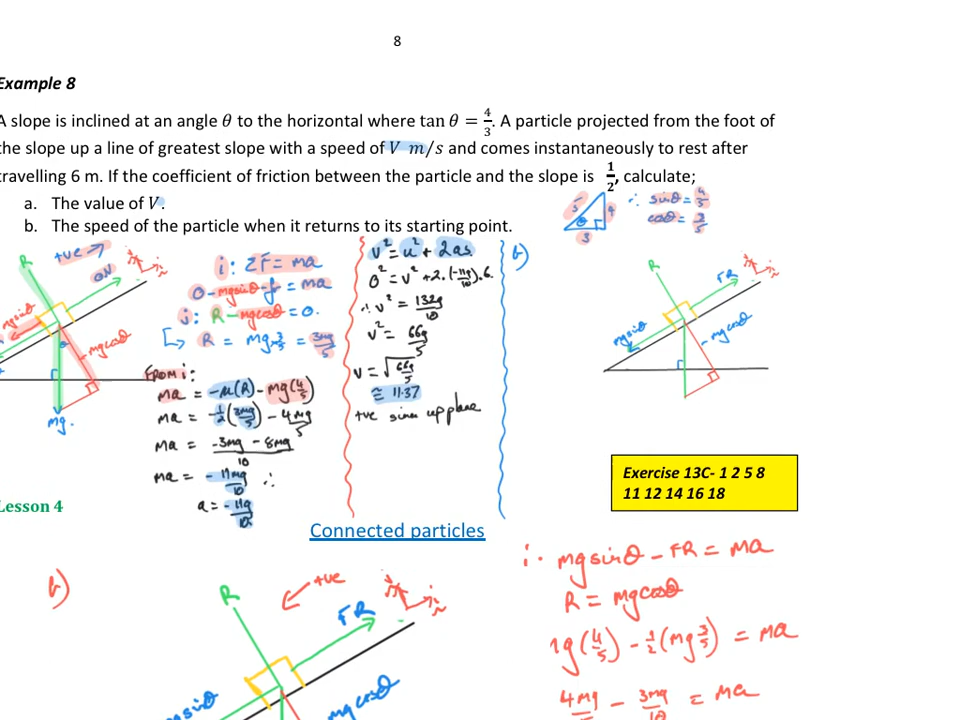 8
Example 8
A slope is inclined at an angle θ to the horizontal where tan θ = 4/3. A particle projected from the foot of
the slope up a line of greatest slope with a speed of V m/s and comes instantaneously to rest after
travelling 6 m. If the coefficient of friction between the particle and the slope is 1/2, calculate;
a. The value of V.
b. The speed of the particle when it returns to its starting point.
5 4 θ 3
∴ sinθ = 4/5
cosθ = 3/5
R
+ve
mgsinθ
mgcosθ
mg.
i: ΣF = ma
0 - mgsinθ - f = ma
j: R - mgcosθ = 0.
R = mg 3/5 = 3mg/5
FROM i:
ma = -μ(R) - mg(4/5)
ma = -1/2(3mg/5) - 4mg/5
ma = -3mg - 8mg/10
ma = -11mg/10 ∴
a = -11g/10
v² = u² + 2as
0² = v² + 2.(-11g/10).6.
∴ v² = 132g/10
v² = 66g/5
v = √66g/5
≈ 11.37
+ve since up plane
b)
R
FR
mgsinθ
mgcosθ
Exercise 13C- 1 2 5 8
11 12 14 16 18
Lesson 4
Connected particles
b)
R
+ve
FR
mgcosθ
sinθ
i. mgsinθ - FR = ma
R = mgcosθ
(4/5) - 1/2(mg 3/5) = ma
4mg/5 - 3mg/10 = ma